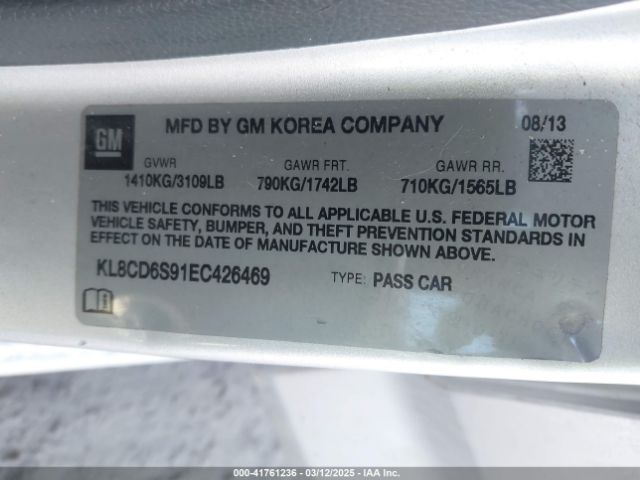 GM
MFD BY GM KOREA COMPANY 08/13
GVWR GAWR FRT. GAWR RR.
1410KG/3109LB 790KG/1742LB 710KG/1565LB
THIS VEHICLE CONFORMS TO ALL APPLICABLE U.S. FEDERAL MOTOR
VEHICLE SAFETY, BUMPER, AND THEFT PREVENTION STANDARDS IN
EFFECT ON THE DATE OF MANUFACTURE SHOWN ABOVE.
KL8CD6S91EC426469 TYPE: PASS CAR
000-41761236 - 03/12/2025 - IAA Inc.